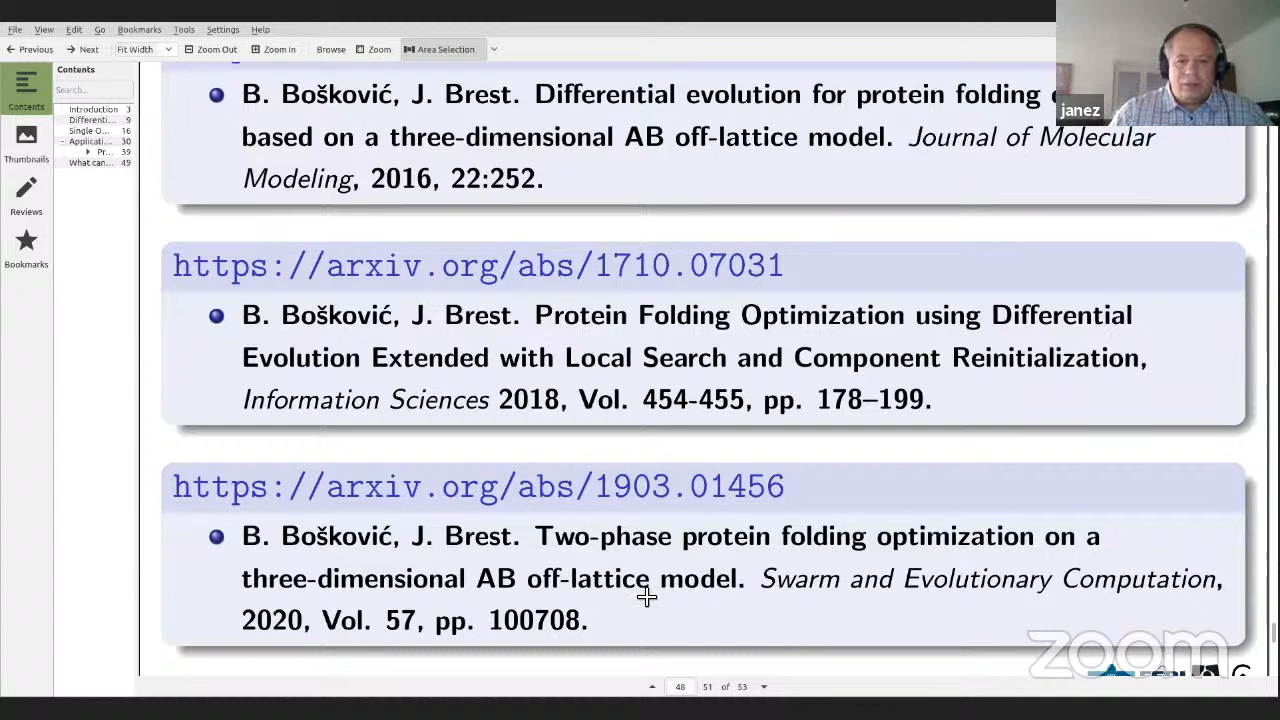 File View Edit Go Bookmarks Tools Settings Help
Previous Next Fit Width Zoom Out Zoom In Browse Zoom Area Selection
Contents
Search...
Introduction 3
Differenti... 9
Single O... 16
Applicati... 30
Pr... 39
What can... 49
Contents
Thumbnails
Reviews
Bookmarks
janez
B. Bošković, J. Brest. Differential evolution for protein folding
based on a three-dimensional AB off-lattice model. Journal of Molecular
Modeling, 2016, 22:252.
https://arxiv.org/abs/1710.07031
B. Bošković, J. Brest. Protein Folding Optimization using Differential
Evolution Extended with Local Search and Component Reinitialization,
Information Sciences 2018, Vol. 454-455, pp. 178–199.
https://arxiv.org/abs/1903.01456
B. Bošković, J. Brest. Two-phase protein folding optimization on a
three-dimensional AB off-lattice model. Swarm and Evolutionary Computation,
2020, Vol. 57, pp. 100708.
zoom
48 51 of 53